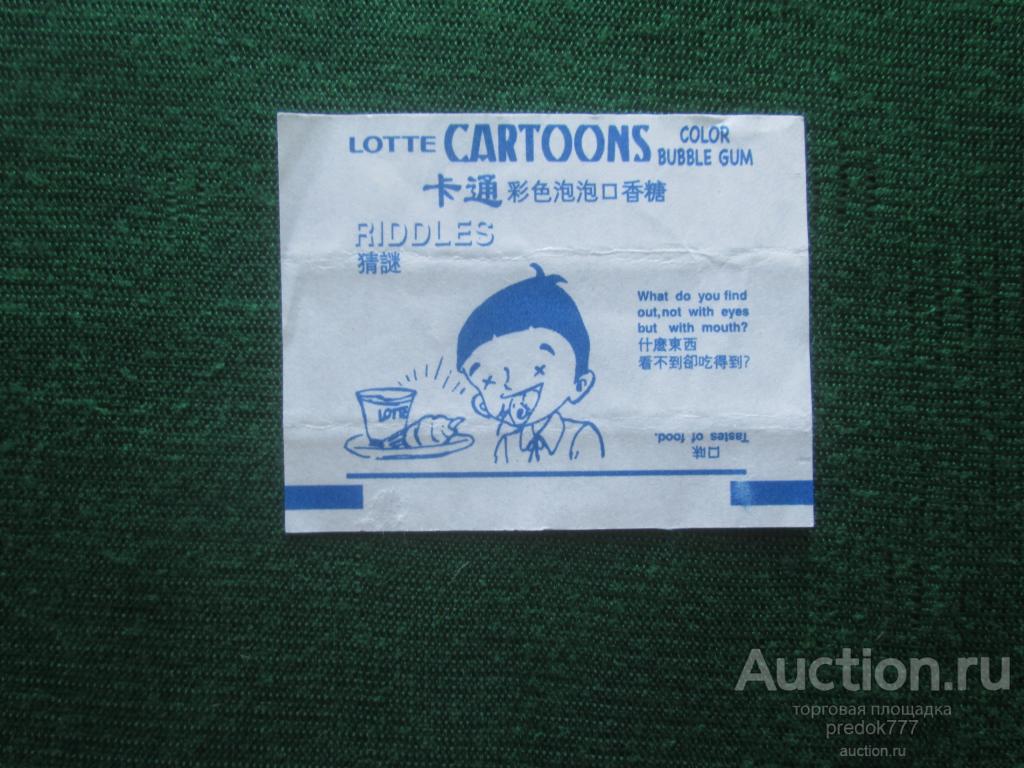 LOTTE CARTOONS COLOR BUBBLE GUM
卡通 彩色泡泡口香糖
RIDDLES
猜謎
What do you find
out,not with eyes
but with mouth?
什麽東西
看不到卻吃得到?
LOTTE
Tastes of food.
口味
Auction.ru
торговая площадка
predok777
auction.ru